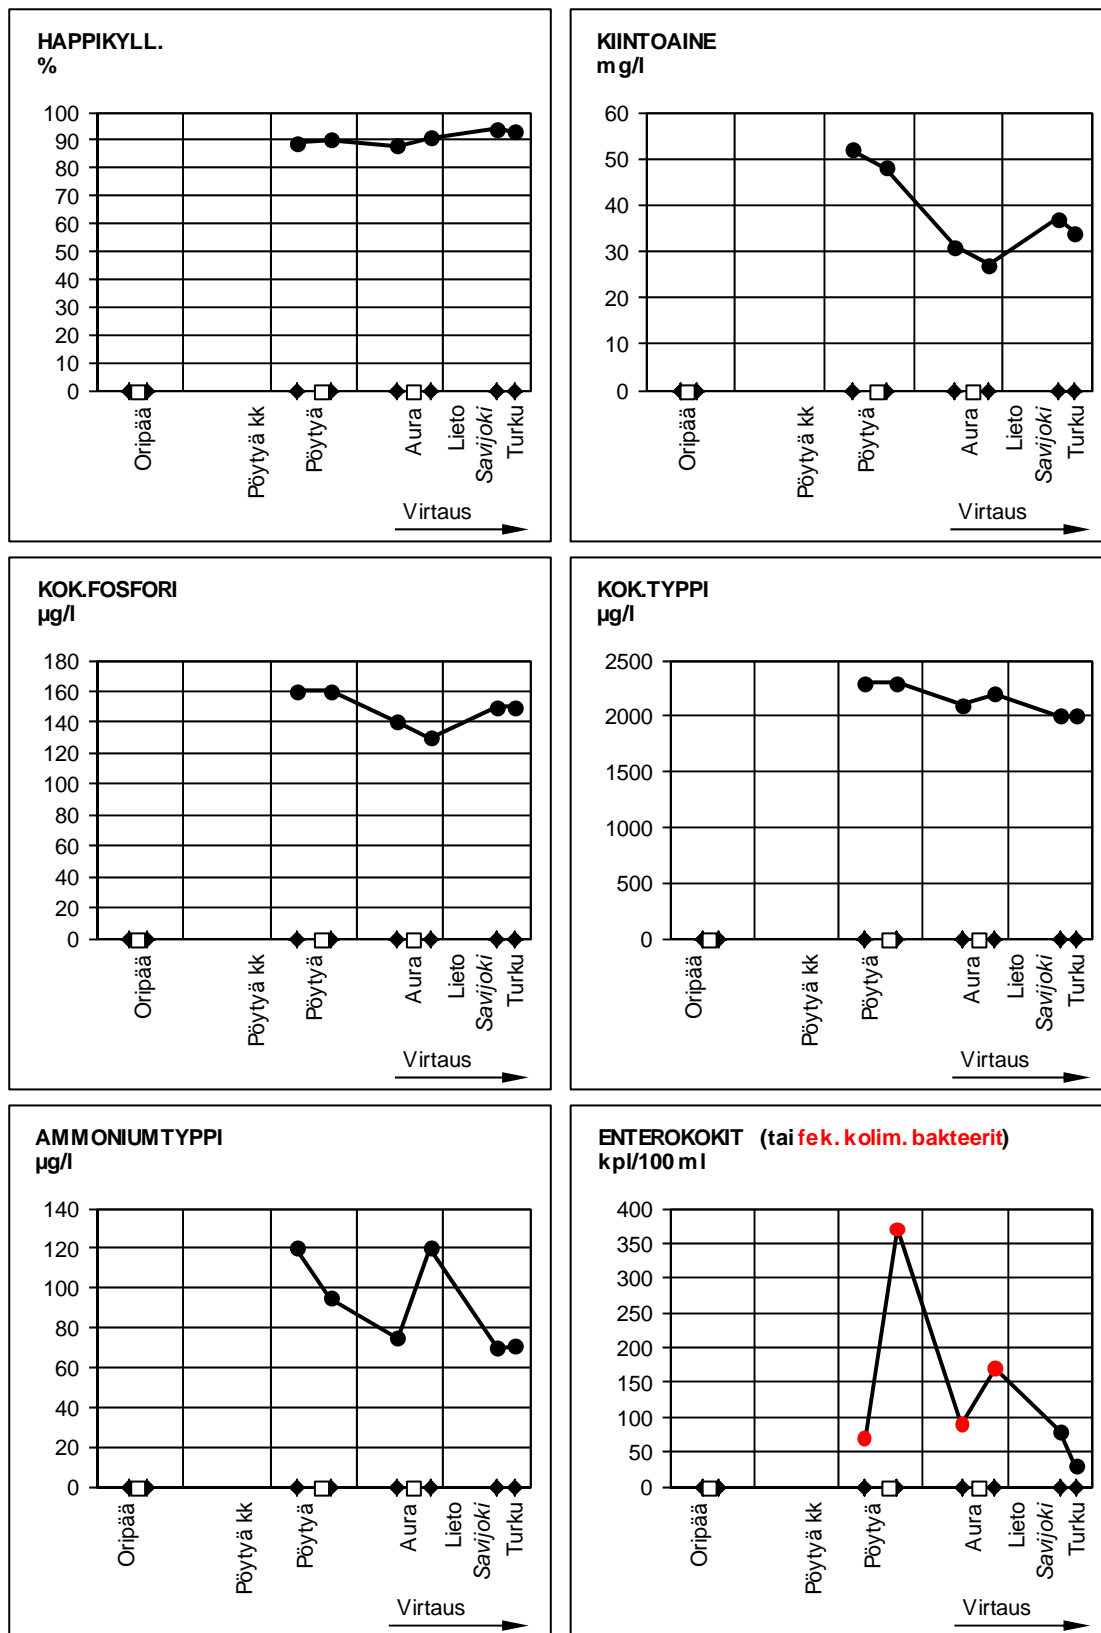 HAPPIKYLL.
%
100
90
80
70
60
50
40
30
20
10
0
Oripää
Pöytyä kk
Pöytyä
Aura
Lieto
Savijoki
Turku
Virtaus
KIINTOAINE
mg/l
60
50
40
30
20
10
0
Oripää
Pöytyä kk
Pöytyä
Aura
Lieto
Savijoki
Turku
Virtaus
KOK.FOSFORI
µg/l
180
160
140
120
100
80
60
40
20
0
Oripää
Pöytyä kk
Pöytyä
Aura
Lieto
Savijoki
Turku
Virtaus
KOK.TYPPI
µg/l
2500
2000
1500
1000
500
0
Oripää
Pöytyä kk
Pöytyä
Aura
Lieto
Savijoki
Turku
Virtaus
AMMONIUMTYPPI
µg/l
140
120
100
80
60
40
20
0
Oripää
Pöytyä kk
Pöytyä
Aura
Lieto
Savijoki
Turku
Virtaus
ENTEROKOKIT (tai fek. kolim. bakteerit)
kpl/100 ml
400
350
300
250
200
150
100
50
0
Oripää
Pöytyä kk
Pöytyä
Aura
Lieto
Savijoki
Turku
Virtaus